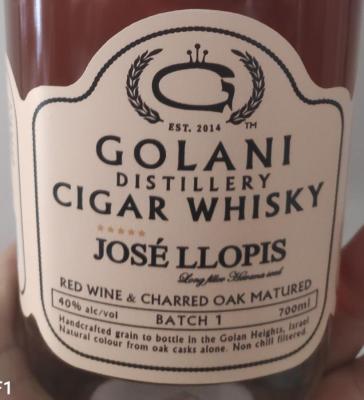 EST. 2014 ™
GOLANI
DISTILLERY
CIGAR WHISKY
JOSÉ LLOPIS
Long filler Havana seed
RED WINE & CHARRED OAK MATURED
40% alc/vol BATCH 1 700ml
Handcrafted grain to bottle in the Golan Heights, Israel
Natural colour from oak casks alone. Non chill filtered.
F1